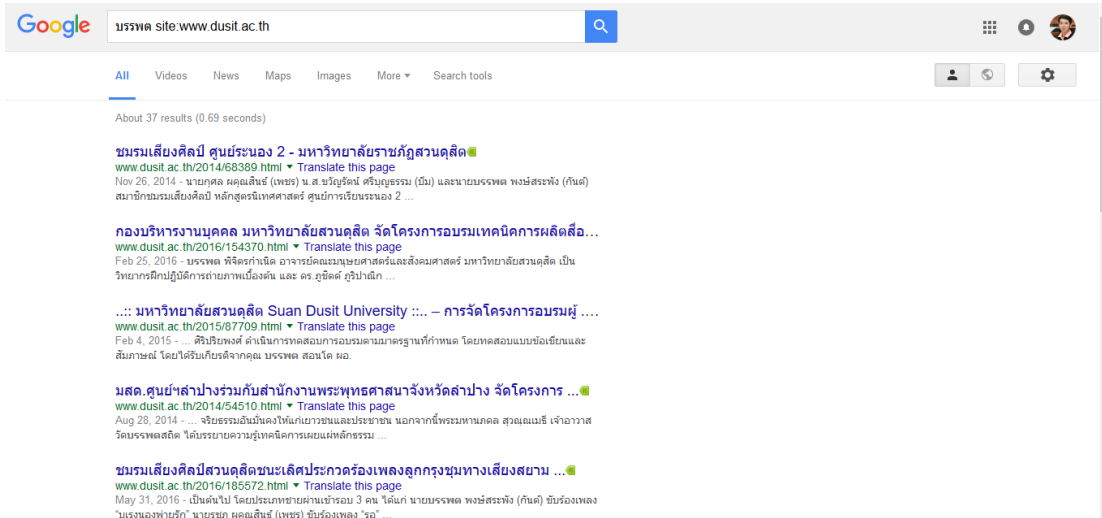 Google
บรรพต site:www.dusit.ac.th
All Videos News Maps Images More ▾ Search tools
About 37 results (0.69 seconds)
ชมรมเสียงศิลป์ ศูนย์ระนอง 2 - มหาวิทยาลัยราชภัฏสวนดุสิต
www.dusit.ac.th/2014/68389.html ▾ Translate this page
Nov 26, 2014 - นายกุศล ผคุณสินธ์ (เพชร) น.ส.ขวัญรัตน์ ศรีบุญธรรม (บีม) และนายบรรพต พงษ์สระพัง (กันต์)
สมาชิกชมรมเสียงศิลป์ หลักสูตรนิเทศศาสตร์ ศูนย์การเรียนระนอง 2 ...
กองบริหารงานบุคคล มหาวิทยาลัยสวนดุสิต จัดโครงการอบรมเทคนิคการผลิตสื่อ...
www.dusit.ac.th/2016/154370.html ▾ Translate this page
Feb 25, 2016 - บรรพต พิจิตรกำเนิด อาจารย์คณะมนุษยศาสตร์และสังคมศาสตร์ มหาวิทยาลัยสวนดุสิต เป็น
วิทยากรฝึกปฏิบัติการถ่ายภาพเบื้องต้น และ ดร.ภูริปาณิก ...
..:: มหาวิทยาลัยสวนดุสิต Suan Dusit University ::.. – การจัดโครงการอบรมผู้ ....
www.dusit.ac.th/2015/87709.html ▾ Translate this page
Feb 4, 2015 - ... ศิริปริยพงศ์ ดำเนินการทดสอบการอบรมตามมาตรฐานที่กำหนด โดยทดสอบแบบข้อเขียนและ
สัมภาษณ์ โดยได้รับเกียรติจากคุณ บรรพต สอนโต ผอ.
มสด.ศูนย์ฯลำปางร่วมกับสำนักงานพระพุทธศาสนาจังหวัดลำปาง จัดโครงการ ...
www.dusit.ac.th/2014/54510.html ▾ Translate this page
Aug 28, 2014 - ... จริยธรรมอันมั่นคงให้แก่เยาวชนและประชาชน นอกจากนี้พระมหานภดล สุวณฺณเมธี เจ้าอาวาส
วัดบรรพตสถิต ได้บรรยายความรู้เทคนิคการเผยแผ่หลักธรรม ...
ชมรมเสียงศิลป์สวนดุสิตชนะเลิศประกวดร้องเพลงลูกกรุงชุมทางเสียงสยาม ...
www.dusit.ac.th/2016/185572.html ▾ Translate this page
May 31, 2016 - เป็นต้นไป โดยประเภทชายผ่านเข้ารอบ 3 คน ได้แก่ นายบรรพต พงษ์สระพัง (กันต์) ขับร้องเพลง
ผคุณสินธ์ (เพชร) ขับร้องเพลง "รอ" ...